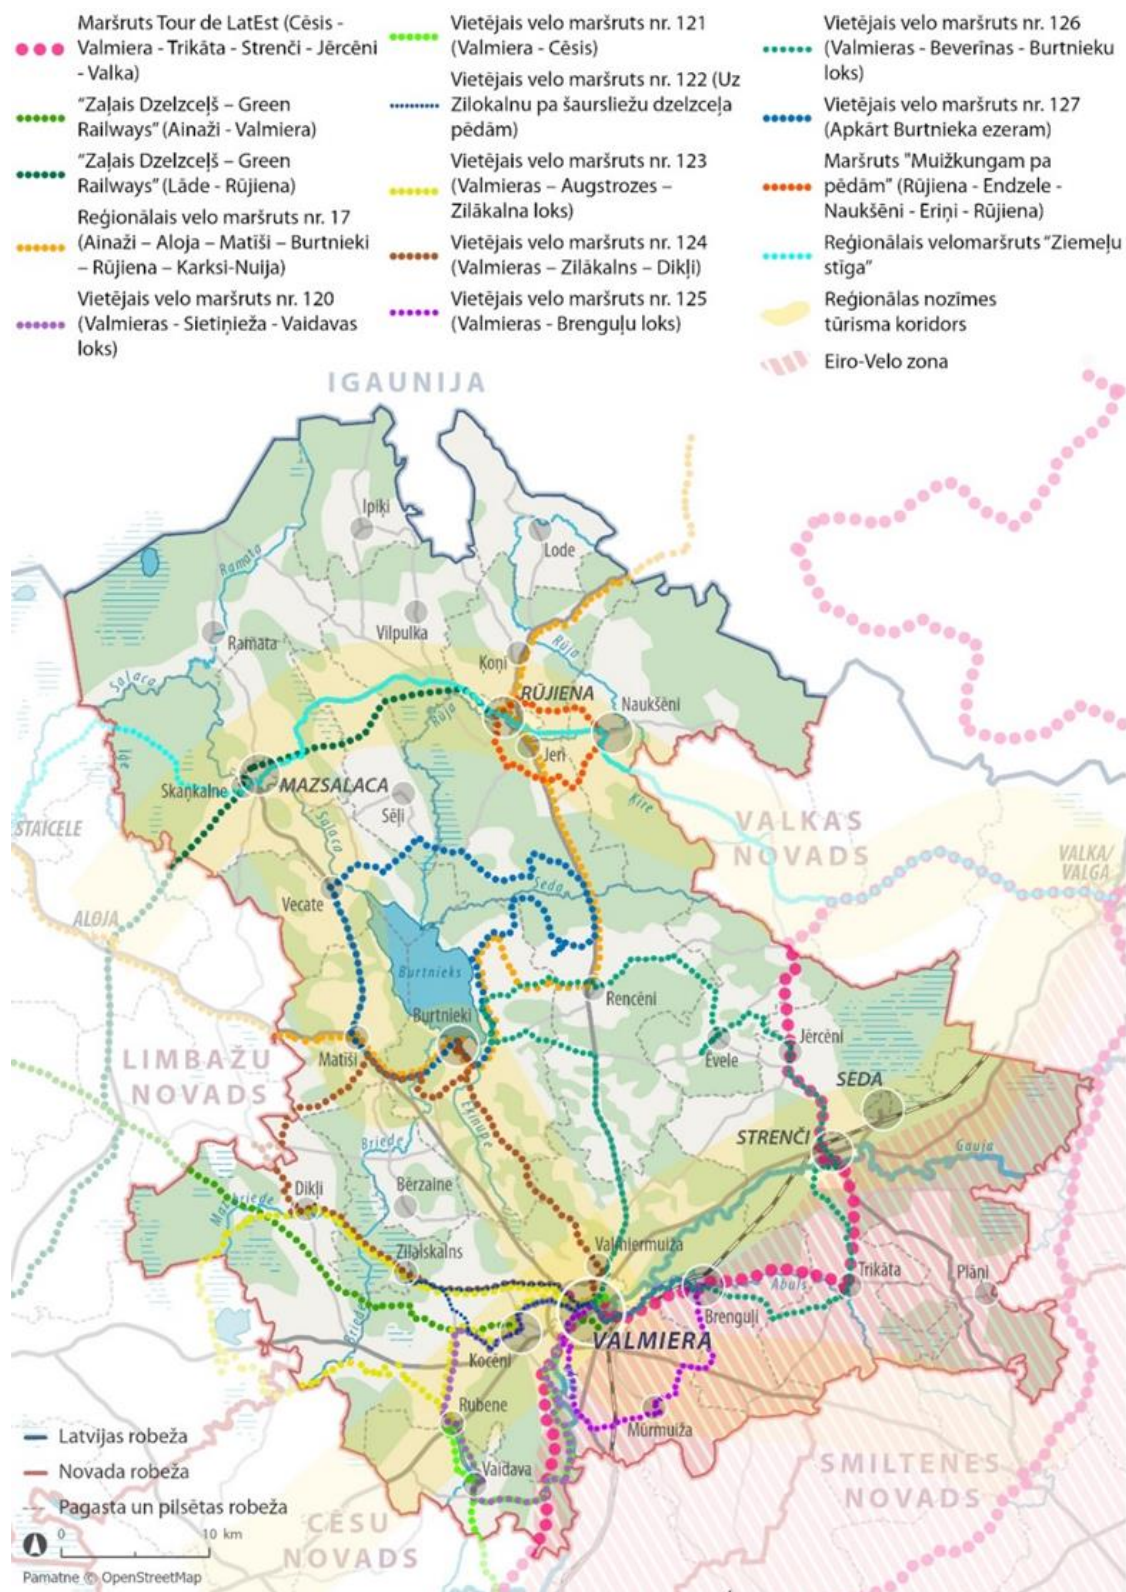 Maršruts Tour de LatEst (Cēsis -
Valmiera - Trikāta - Strenči - Jērcēni
- Valka)
"Zaļais Dzelzceļš – Green
Railways" (Ainaži - Valmiera)
"Zaļais Dzelzceļš – Green
Railways" (Lāde - Rūjiena)
Reģionālais velo maršruts nr. 17
(Ainaži – Aloja – Matīši – Burtnieki
– Rūjiena – Karksi-Nuija)
Vietējais velo maršruts nr. 120
(Valmieras - Sietiņieža - Vaidavas
loks)
Vietējais velo maršruts nr. 121
(Valmiera - Cēsis)
Vietējais velo maršruts nr. 122 (Uz
Zilokalnu pa šaursliežu dzelzceļa
pēdām)
Vietējais velo maršruts nr. 123
(Valmieras – Augstrozes –
Zilākalna loks)
Vietējais velo maršruts nr. 124
(Valmieras – Zilākalns – Dikļi)
Vietējais velo maršruts nr. 125
(Valmieras - Brenguļu loks)
Vietējais velo maršruts nr. 126
(Valmieras - Beverīnas - Burtnieku
loks)
Vietējais velo maršruts nr. 127
(Apkārt Burtnieka ezeram)
Maršruts "Muižkungam pa
pēdām" (Rūjiena - Endzele -
Naukšēni - Eriņi - Rūjiena)
Reģionālais velomaršruts "Ziemeļu
stīga"
Reģionālas nozīmes
tūrisma koridors
Eiro-Velo zona
IGAUNIJA
Ipiķi
Lode
Ramata
Vilpulka
Ramata
Rūja
Ķoņi
Salaca
RŪJIENA
Naukšēni
Rūja
Jeri
Iģe
Skaņkalne
MAZSALACA
Sēļi
Ķire
STAICELE
Salaca
VALKAS
NOVADS
VALKA/
VALGA
Seda
Vecate
ALOJA
Burtnieks
Rencēni
Burtnieki
Matīši
Ēvele
Jērcēni
LIMBAŽU
NOVADS
SEDA
Ekinupe
STRENČI
Briede
Gauja
Dikļi
Bērzaine
Mazbriede
Valmiermuiža
Zilaiskalns
Trikāta
Plāņi
Abuls
Brenguļi
Briede
VALMIERA
Kocēni
Rubene
Mūrmuiža
Vaidava
SMILTENES
NOVADS
CĒSU
NOVADS
Latvijas robeža
Novada robeža
Pagasta un pilsētas robeža
0 10 km
Pamatne © OpenStreetMap